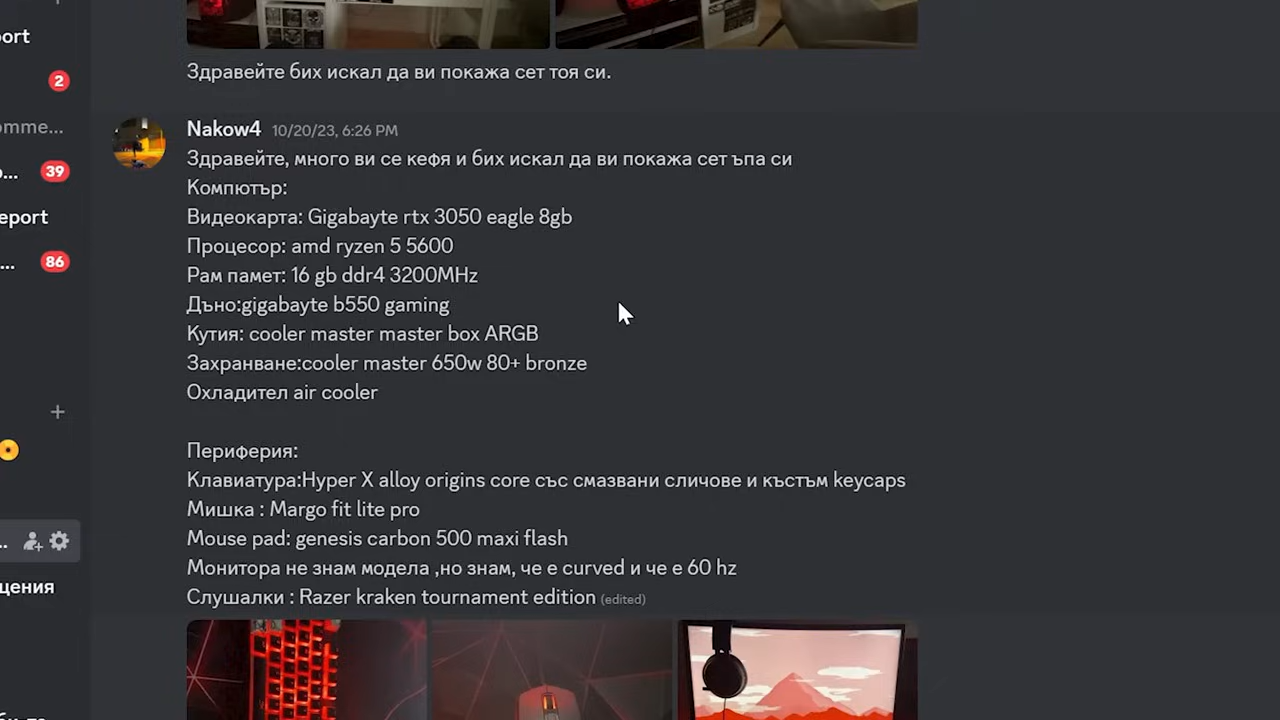 ort
2
omme...
39
eport
86
...
щения
Здравейте бих искал да ви покажа сет тоя си.
Nakow4 10/20/23, 6:26 PM
Здравейте, много ви се кефя и бих искал да ви покажа сет ъпа си
Компютър:
Видеокарта: Gigabayte rtx 3050 eagle 8gb
Процесор: amd ryzen 5 5600
Рам памет: 16 gb ddr4 3200MHz
Дъно:gigabayte b550 gaming
Кутия: cooler master master box ARGB
Захранване:cooler master 650w 80+ bronze
Охладител air cooler
Периферия:
Клавиатура:Hyper X alloy origins core със смазвани сличове и къстъм keycaps
Мишка : Margo fit lite pro
Mouse pad: genesis carbon 500 maxi flash
Монитора не знам модела ,но знам, че е curved и че е 60 hz
Слушалки : Razer kraken tournament edition (edited)